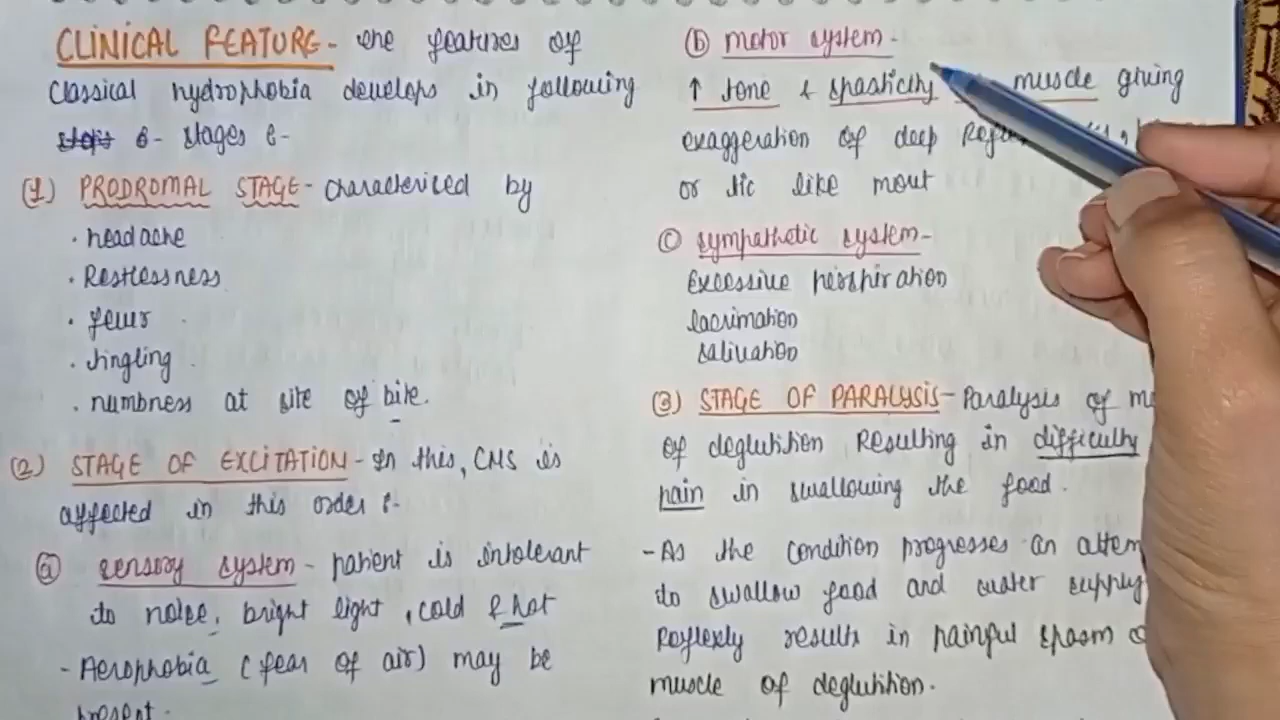 CLINICAL FEATURE - The features of
Classical hydrophobia develops in following
stages :-
(1) PRODROMAL STAGE - Characterized by
. headache
. Restlessness
. fever
. tingling
. numbness at site of bite.
(2) STAGE OF EXCITATION - In this, CNS is
affected in this order :-
(a) sensory system - patient is intolerant
to noise, bright light, cold & hot
- Aerophobia (fear of air) may be
present.
(b) motor system -
↑ tone & spasticity muscle giving
exaggeration of deep
or tic like mout
(c) sympathetic system -
Excessive perspiration
lacrimation
salivation
(3) STAGE OF PARALYSIS - Paralysis of
of deglutition Resulting in difficulty
pain in swallowing the food.
- As the condition progresses an
to swallow food and water supply
Reflexly results in painful spasm
muscle of deglutition.